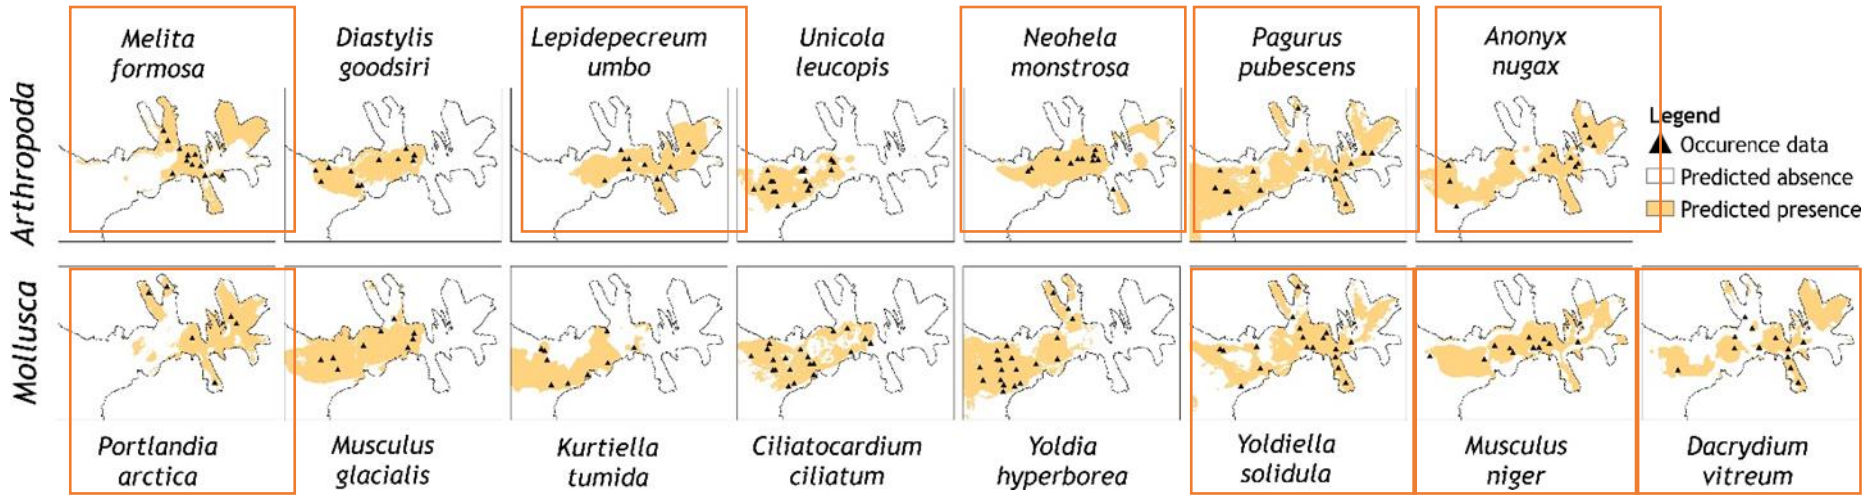 Arthropoda
Melita
formosa
Diastylis
goodsiri
Lepidepecreum
umbo
Unicola
leucopis
Neohela
monstrosa
Pagurus
pubescens
Anonyx
nugax
Legend
Occurence data
Predicted absence
Predicted presence
Mollusca
Portlandia
arctica
Musculus
glacialis
Kurtiella
tumida
Ciliatocardium
ciliatum
Yoldia
hyperborea
Yoldiella
solidula
Musculus
niger
Dacrydium
vitreum